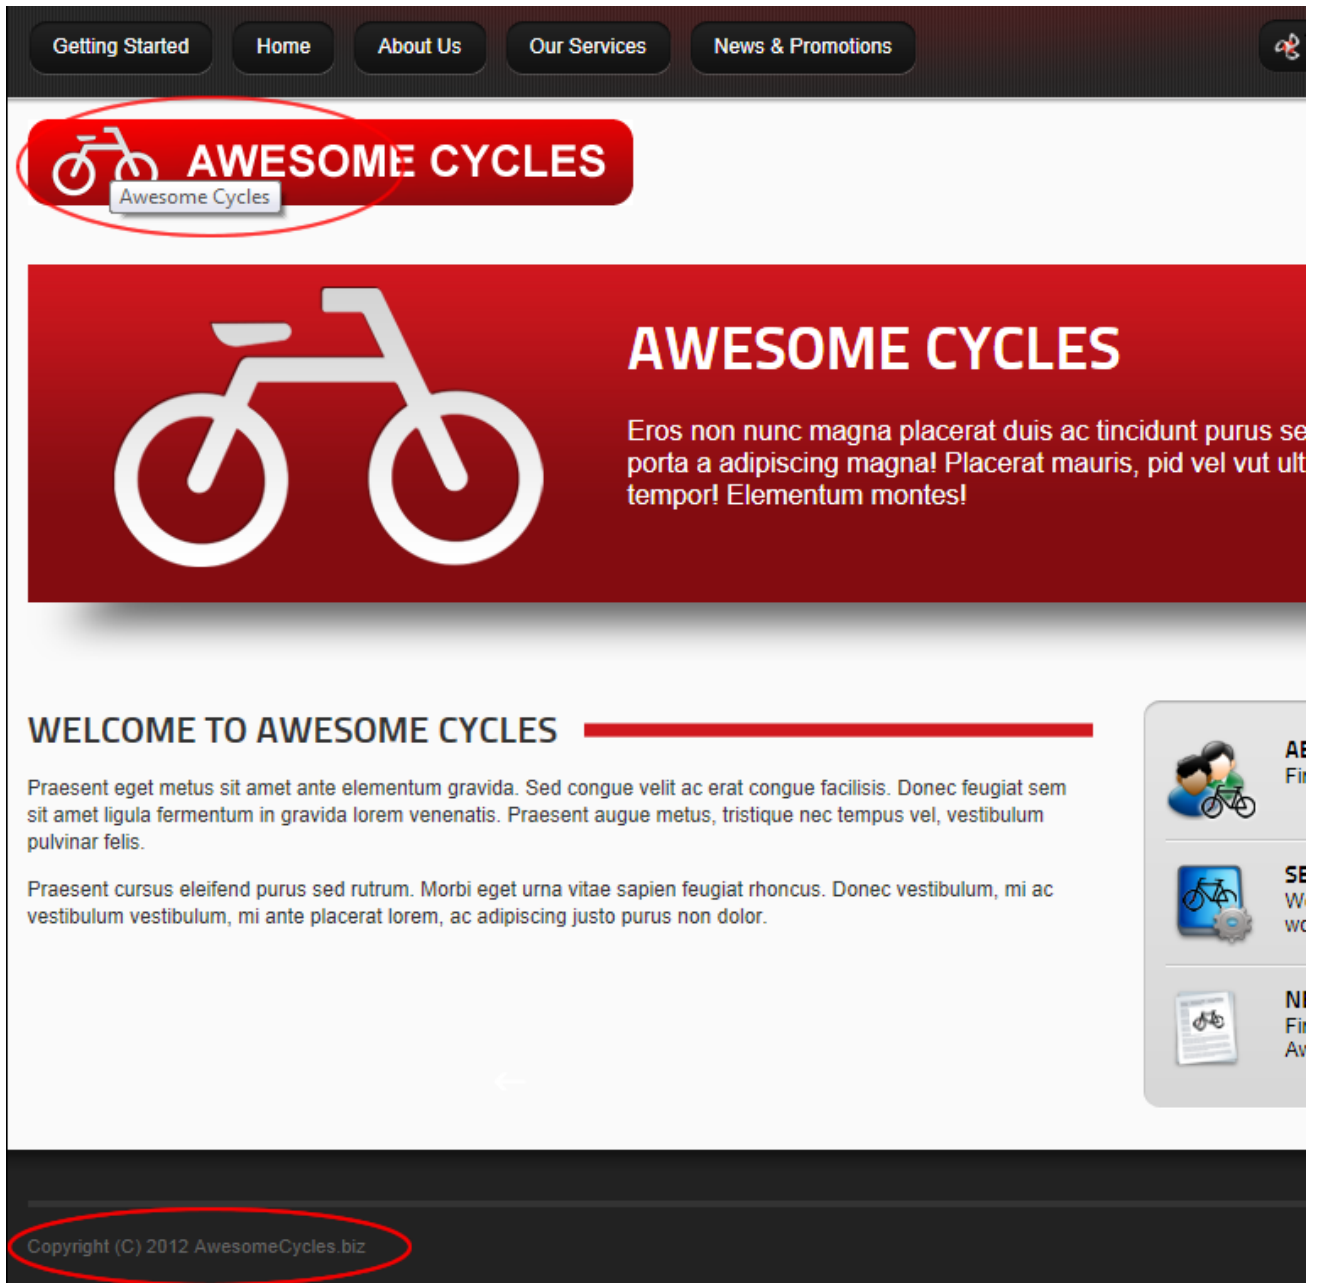 Getting Started Home About Us Our Services News & Promotions
AWESOME CYCLES
Awesome Cycles
AWESOME CYCLES
Eros non nunc magna placerat duis ac tincidunt purus se
porta a adipiscing magna! Placerat mauris, pid vel vut ult
tempor! Elementum montes!
WELCOME TO AWESOME CYCLES
Praesent eget metus sit amet ante elementum gravida. Sed congue velit ac erat congue facilisis. Donec feugiat sem
sit amet ligula fermentum in gravida lorem venenatis. Praesent augue metus, tristique nec tempus vel, vestibulum
pulvinar felis.
Praesent cursus eleifend purus sed rutrum. Morbi eget urna vitae sapien feugiat rhoncus. Donec vestibulum, mi ac
vestibulum vestibulum, mi ante placerat lorem, ac adipiscing justo purus non dolor.
Copyright (C) 2012 AwesomeCycles.biz